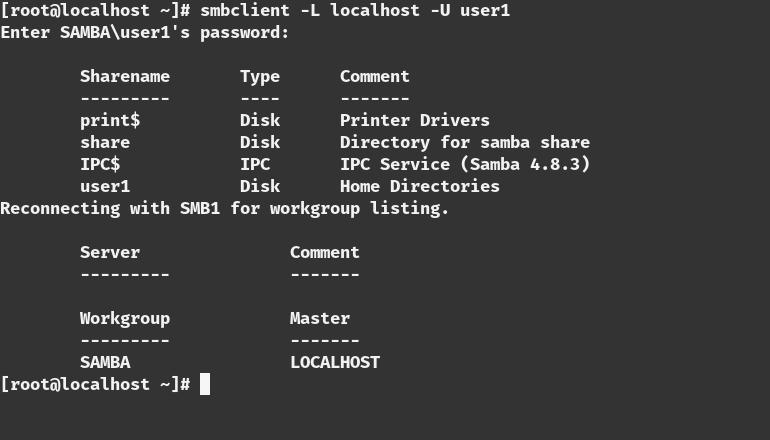 [root@localhost ~]# smbclient -L localhost -U user1
Enter SAMBA\user1's password:
Sharename Type Comment
--------- ---- -------
print$ Disk Printer Drivers
share Disk Directory for samba share
IPC$ IPC IPC Service (Samba 4.8.3)
user1 Disk Home Directories
Reconnecting with SMB1 for workgroup listing.
Server Comment
--------- -------
Workgroup Master
--------- -------
SAMBA LOCALHOST
[root@localhost ~]#